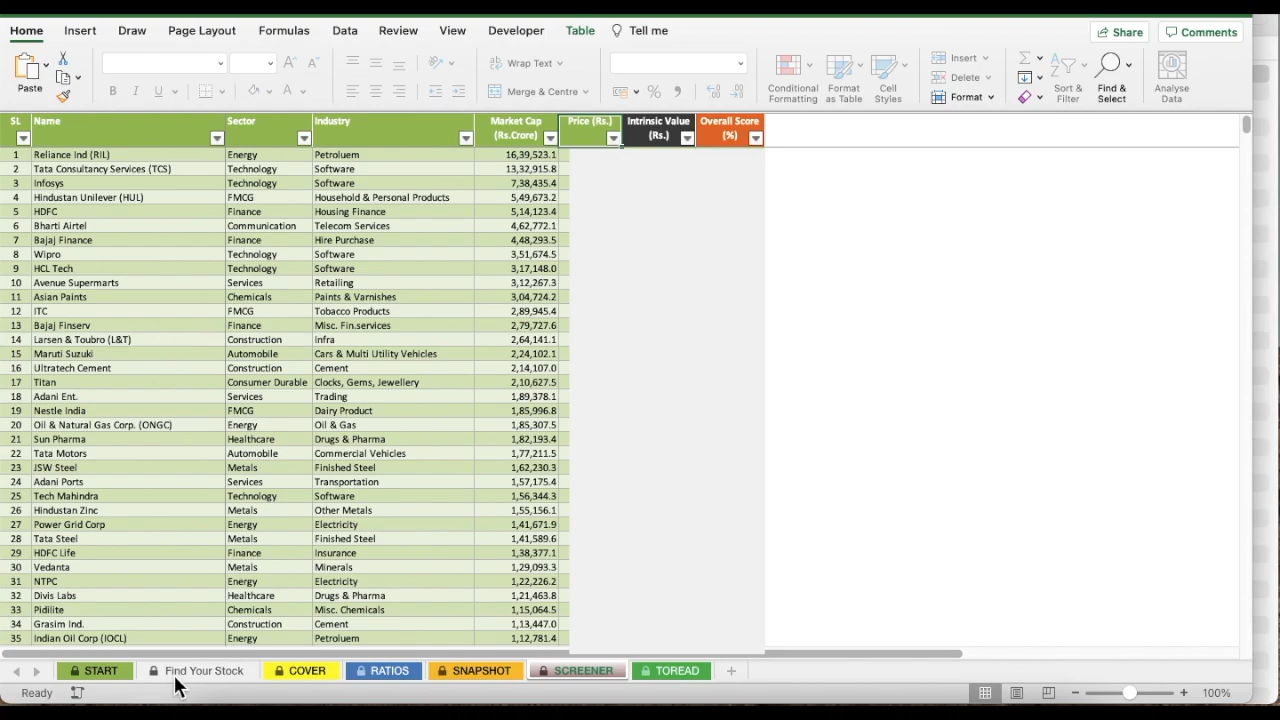 Home Insert Draw Page Layout Formulas Data Review View Developer Table Tell me Share Comments
Paste B I U A A A Wrap Text Merge & Centre % Conditional Formatting Format as Table Cell Styles Insert Delete Format Sort & Filter Find & Select Analyse Data
SL Name Sector Industry Market Cap (Rs.Crore) Price (Rs.) Intrinsic Value (Rs.) Overall Score (%)
1 Reliance Ind (RIL) Energy Petroluem 16,39,523.1
2 Tata Consultancy Services (TCS) Technology Software 13,32,915.8
3 Infosys Technology Software 7,38,435.4
4 Hindustan Unilever (HUL) FMCG Household & Personal Products 5,49,673.2
5 HDFC Finance Housing Finance 5,14,123.4
6 Bharti Airtel Communication Telecom Services 4,62,772.1
7 Bajaj Finance Finance Hire Purchase 4,48,293.5
8 Wipro Technology Software 3,51,674.5
9 HCL Tech Technology Software 3,17,148.0
10 Avenue Supermarts Services Retailing 3,12,267.3
11 Asian Paints Chemicals Paints & Varnishes 3,04,724.2
12 ITC FMCG Tobacco Products 2,89,945.4
13 Bajaj Finserv Finance Misc. Fin.services 2,79,727.6
14 Larsen & Toubro (L&T) Construction Infra 2,64,141.1
15 Maruti Suzuki Automobile Cars & Multi Utility Vehicles 2,24,102.1
16 Ultratech Cement Construction Cement 2,14,107.0
17 Titan Consumer Durable Clocks, Gems, Jewellery 2,10,627.5
18 Adani Ent. Services Trading 1,89,378.1
19 Nestle India FMCG Dairy Product 1,85,996.8
20 Oil & Natural Gas Corp. (ONGC) Energy Oil & Gas 1,85,307.5
21 Sun Pharma Healthcare Drugs & Pharma 1,82,193.4
22 Tata Motors Automobile Commercial Vehicles 1,77,211.5
23 JSW Steel Metals Finished Steel 1,62,230.3
24 Adani Ports Services Transportation 1,57,175.4
25 Tech Mahindra Technology Software 1,56,344.3
26 Hindustan Zinc Metals Other Metals 1,55,156.1
27 Power Grid Corp Energy Electricity 1,41,671.9
28 Tata Steel Metals Finished Steel 1,41,589.6
29 HDFC Life Finance Insurance 1,38,377.1
30 Vedanta Metals Minerals 1,29,093.3
31 NTPC Energy Electricity 1,22,226.2
32 Divis Labs Healthcare Drugs & Pharma 1,21,463.8
33 Pidilite Chemicals Misc. Chemicals 1,15,064.5
34 Grasim Ind. Construction Cement 1,13,447.0
35 Indian Oil Corp (IOCL) Energy Petroluem 1,12,781.4
START Find Your Stock COVER RATIOS SNAPSHOT SCREENER TOREAD
Ready 100%